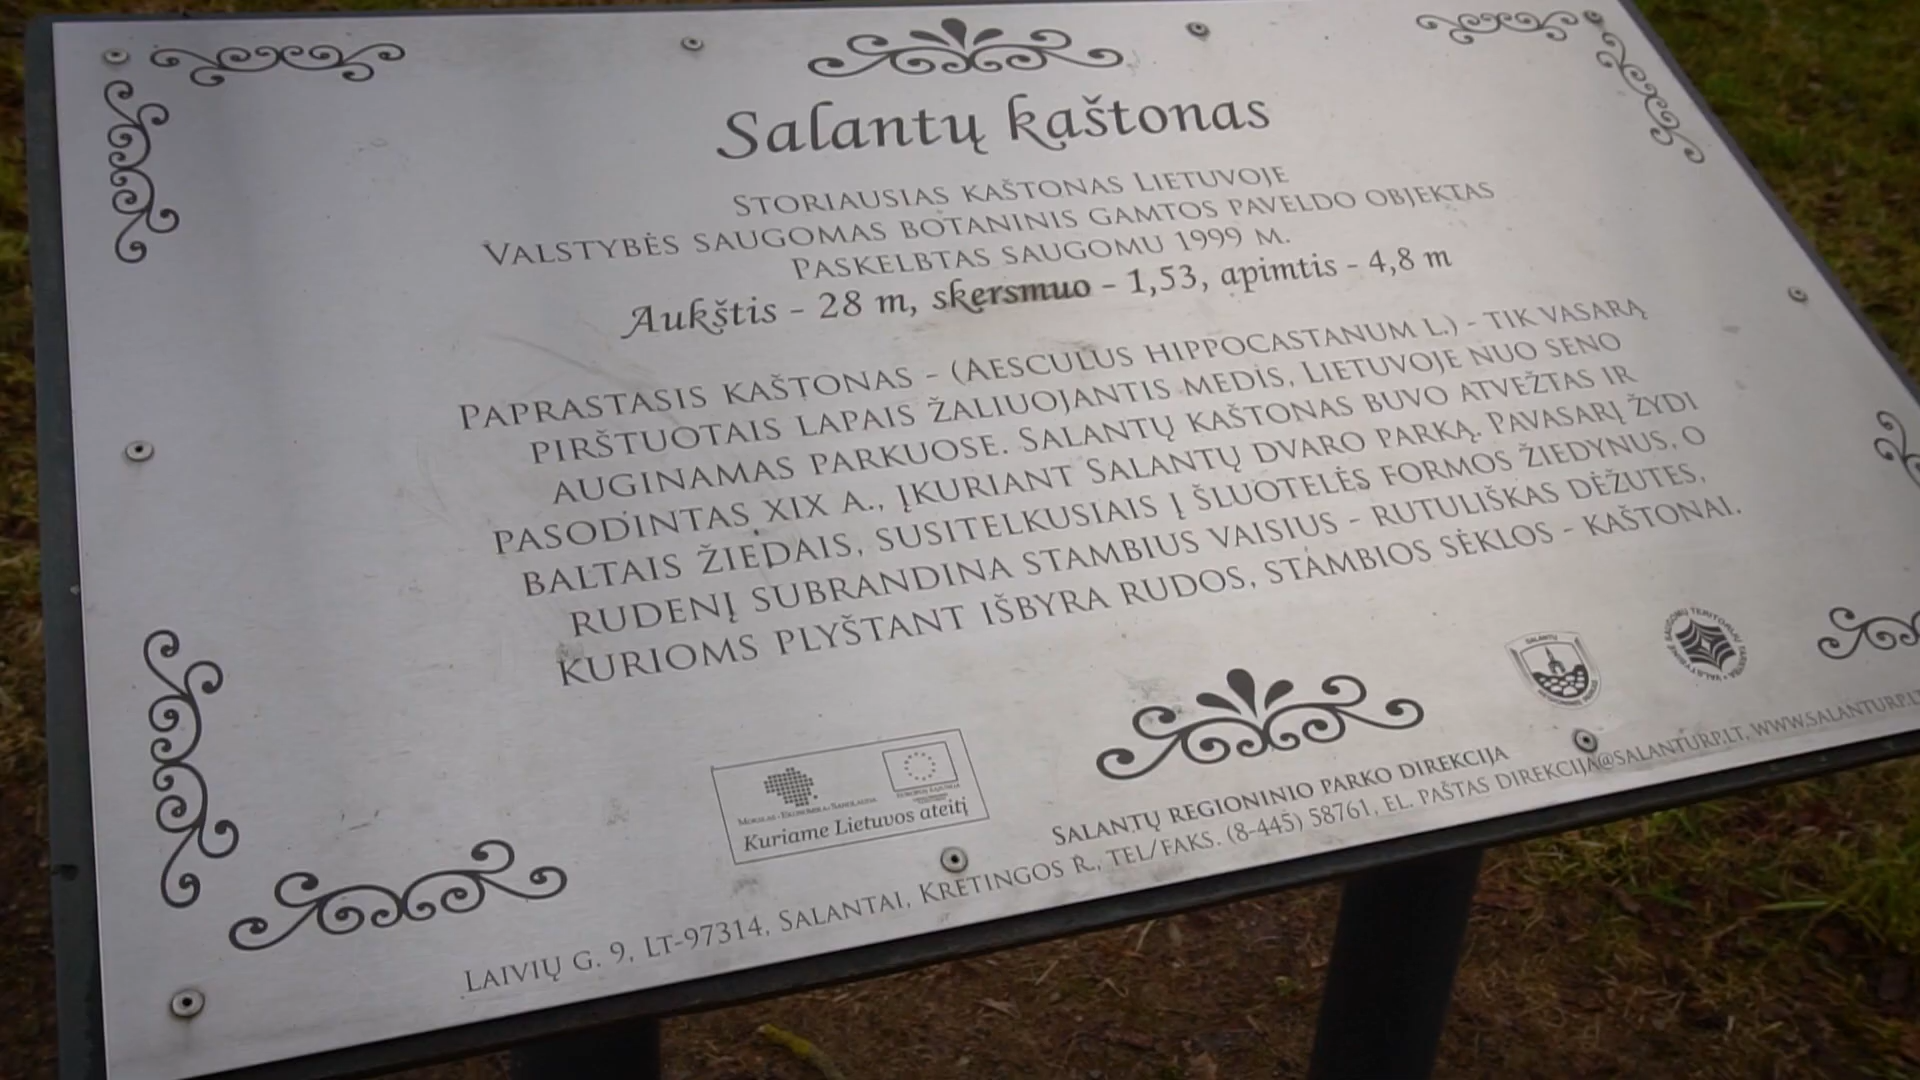 Salantų kaštonas
Storiausias kaštonas Lietuvoje
Valstybės saugomas botaninis gamtos paveldo objektas
Paskelbtas saugomu 1999 m.
Aukštis - 28 m, skersmuo - 1,53, apimtis - 4,8 m
Paprastasis kaštonas - (Aesculus hippocastanum L.) - tik vasarą
pirštuotais lapais žaliuojantis medis, Lietuvoje nuo seno
auginamas parkuose. Salantų kaštonas buvo atvežtas ir
pasodintas XIX a., įkuriant Salantų dvaro parką. Pavasarį žydi
baltais žiedais, susitelkusiais į šluotelės formos žiedynus, o
rudenį subrandina stambius vaisius - rutuliškas dėžutes,
kurioms plyštant išbyra rudos, stambios sėklos - kaštonai.
SALANTŲ
Europos Sąjunga
Kuriame Lietuvos ateitį
Salantų regioninio parko direkcija
Laivių g. 9, LT-97314, Salantai, Kretingos r., tel/faks. (8-445) 58761, el. paštas direkcija@salanturp.lt, www.salanturp.lt